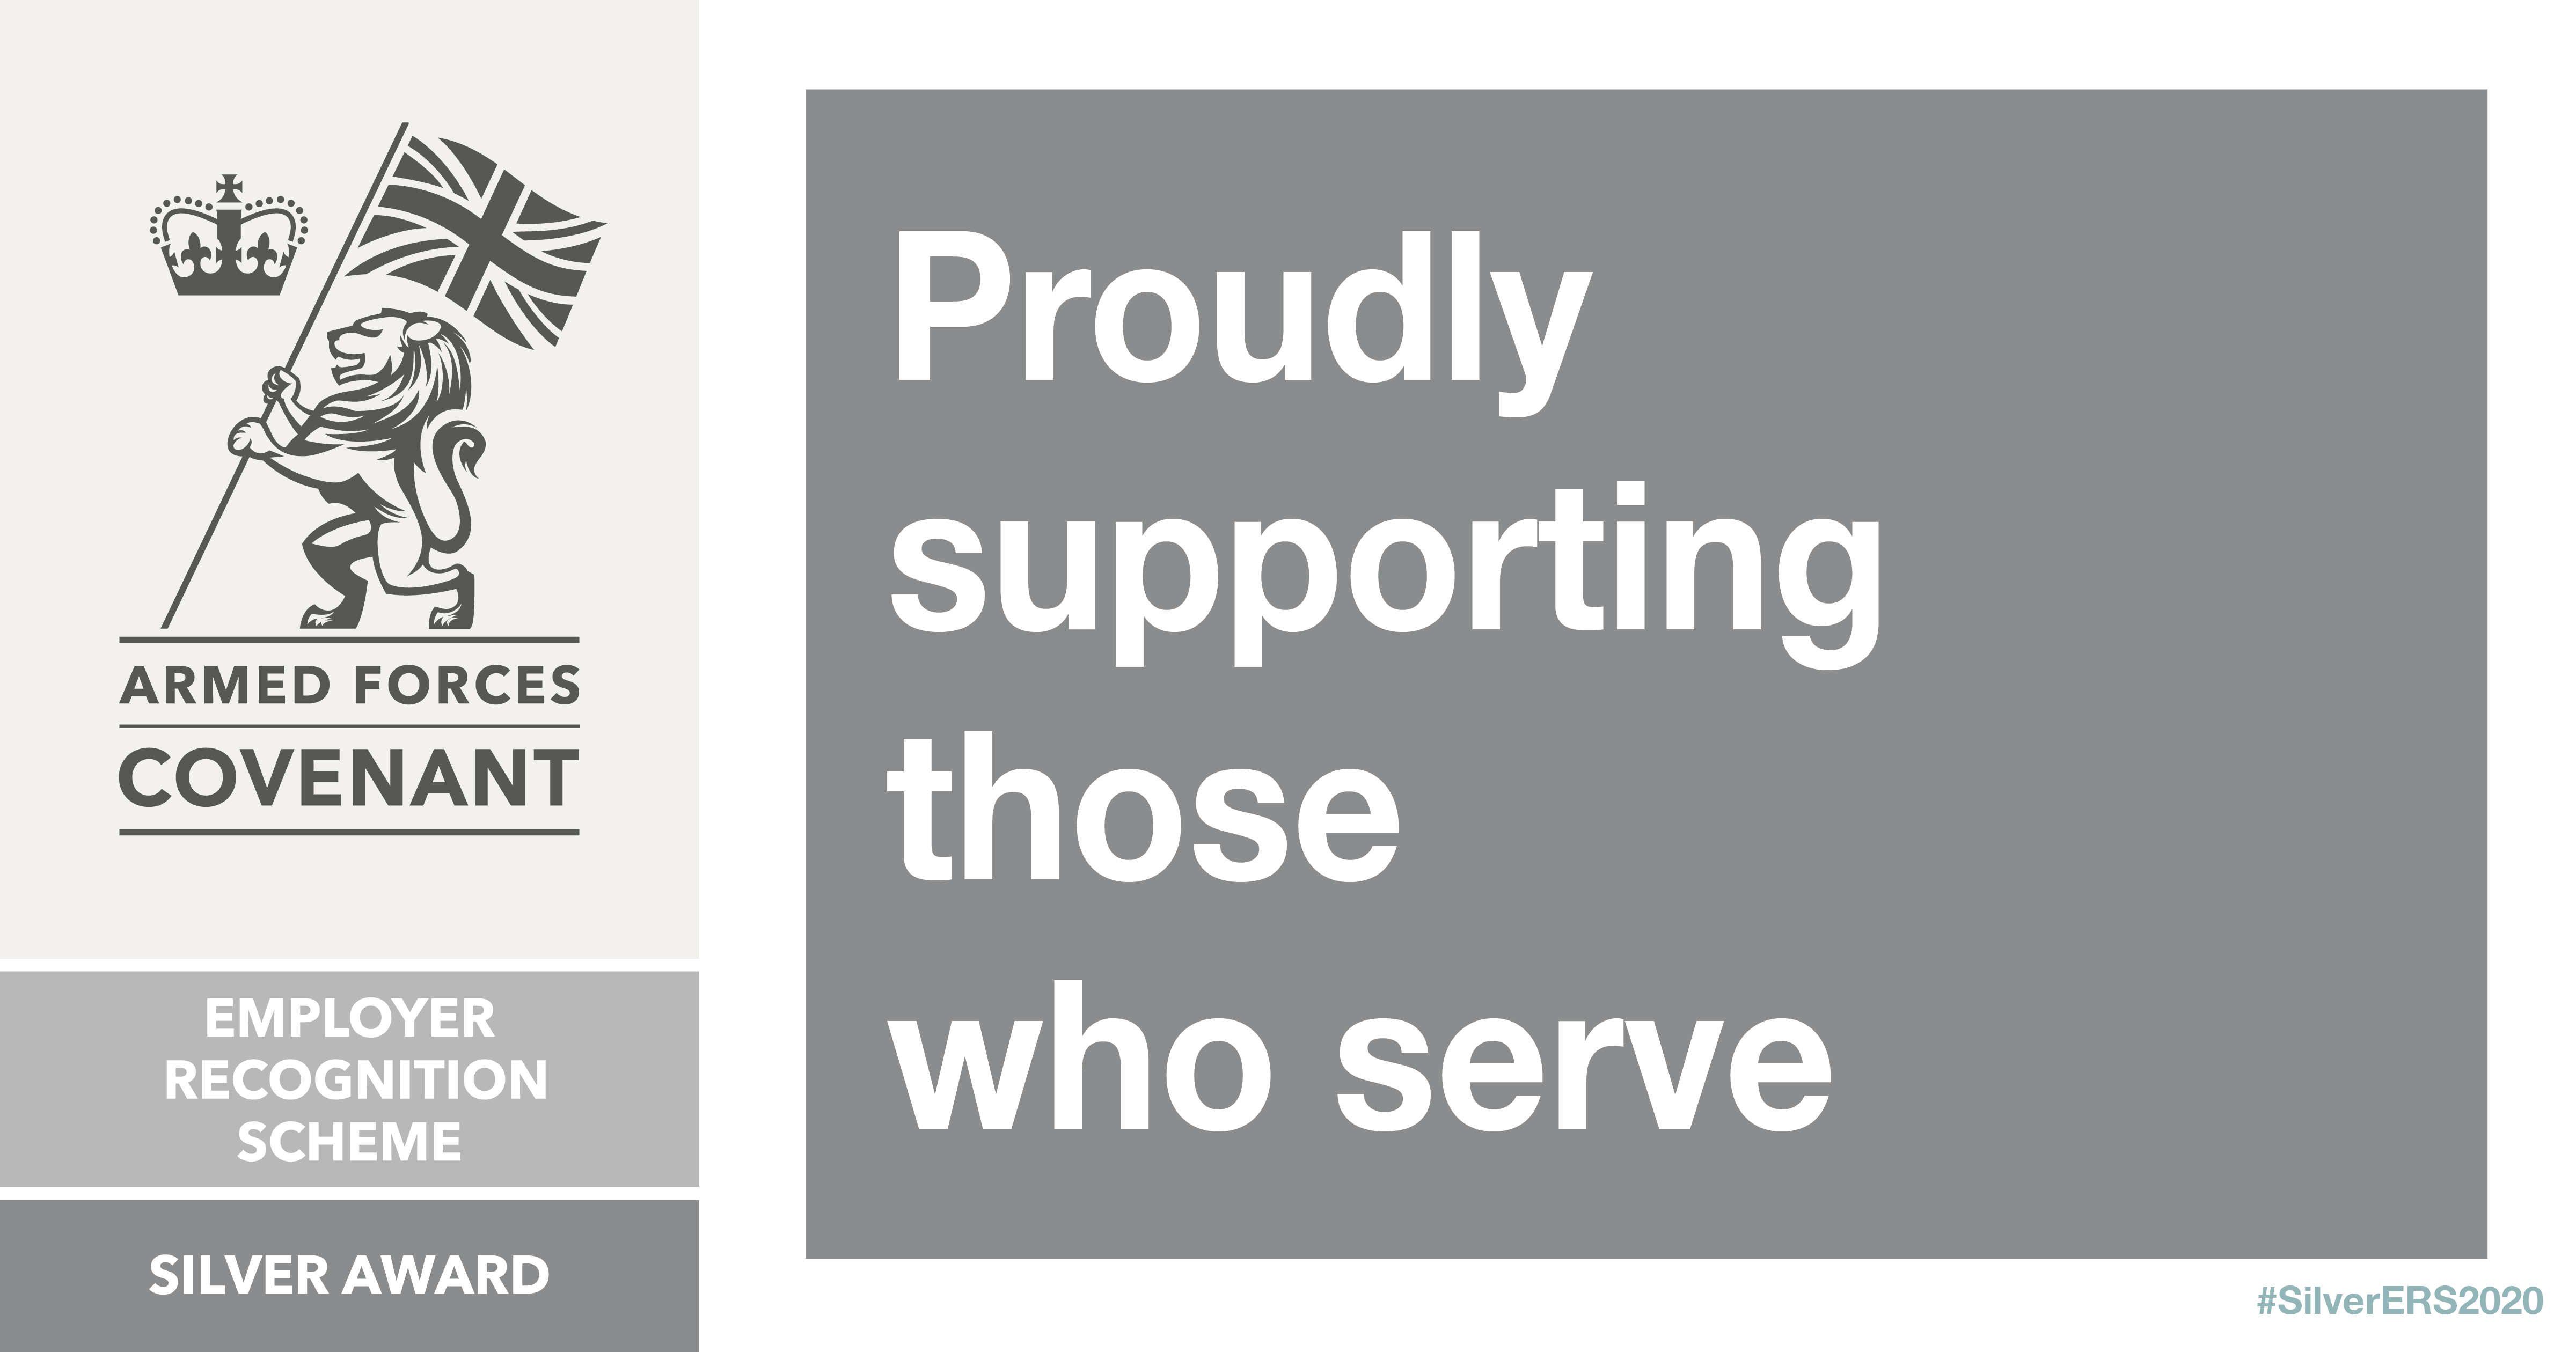 ARMED FORCES
COVENANT
EMPLOYER
RECOGNITION
SCHEME
SILVER AWARD
Proudly
supporting
those
who serve
#SilverERS2020